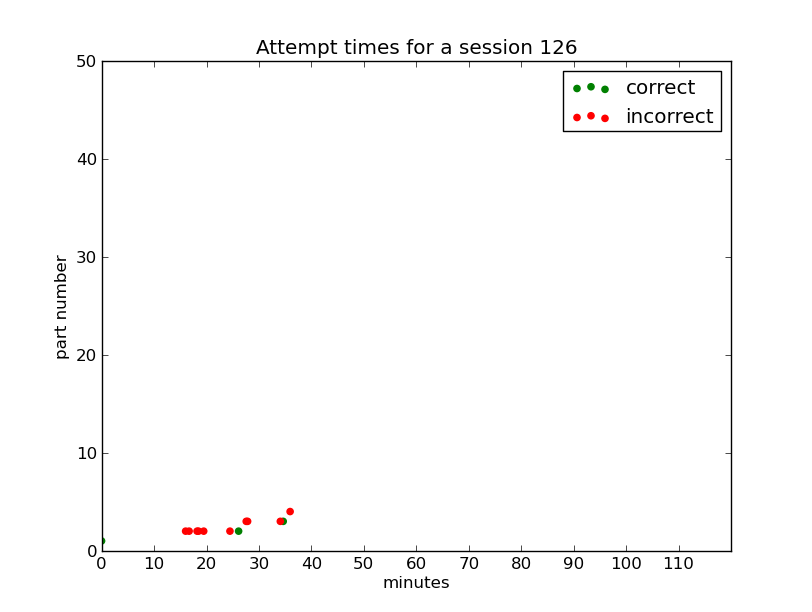 Attempt times for a session 126
correct
incorrect
50
40
30
20
10
0
part number
0 10 20 30 40 50 60 70 80 90 100 110
minutes